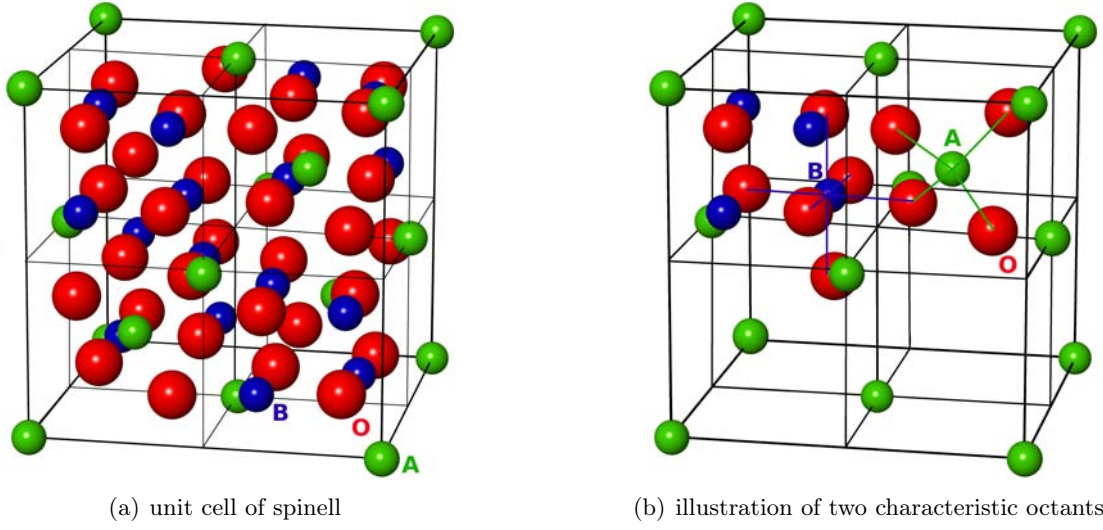 A
B
B
O
O
A
(a) unit cell of spinell
(b) illustration of two characteristic octants